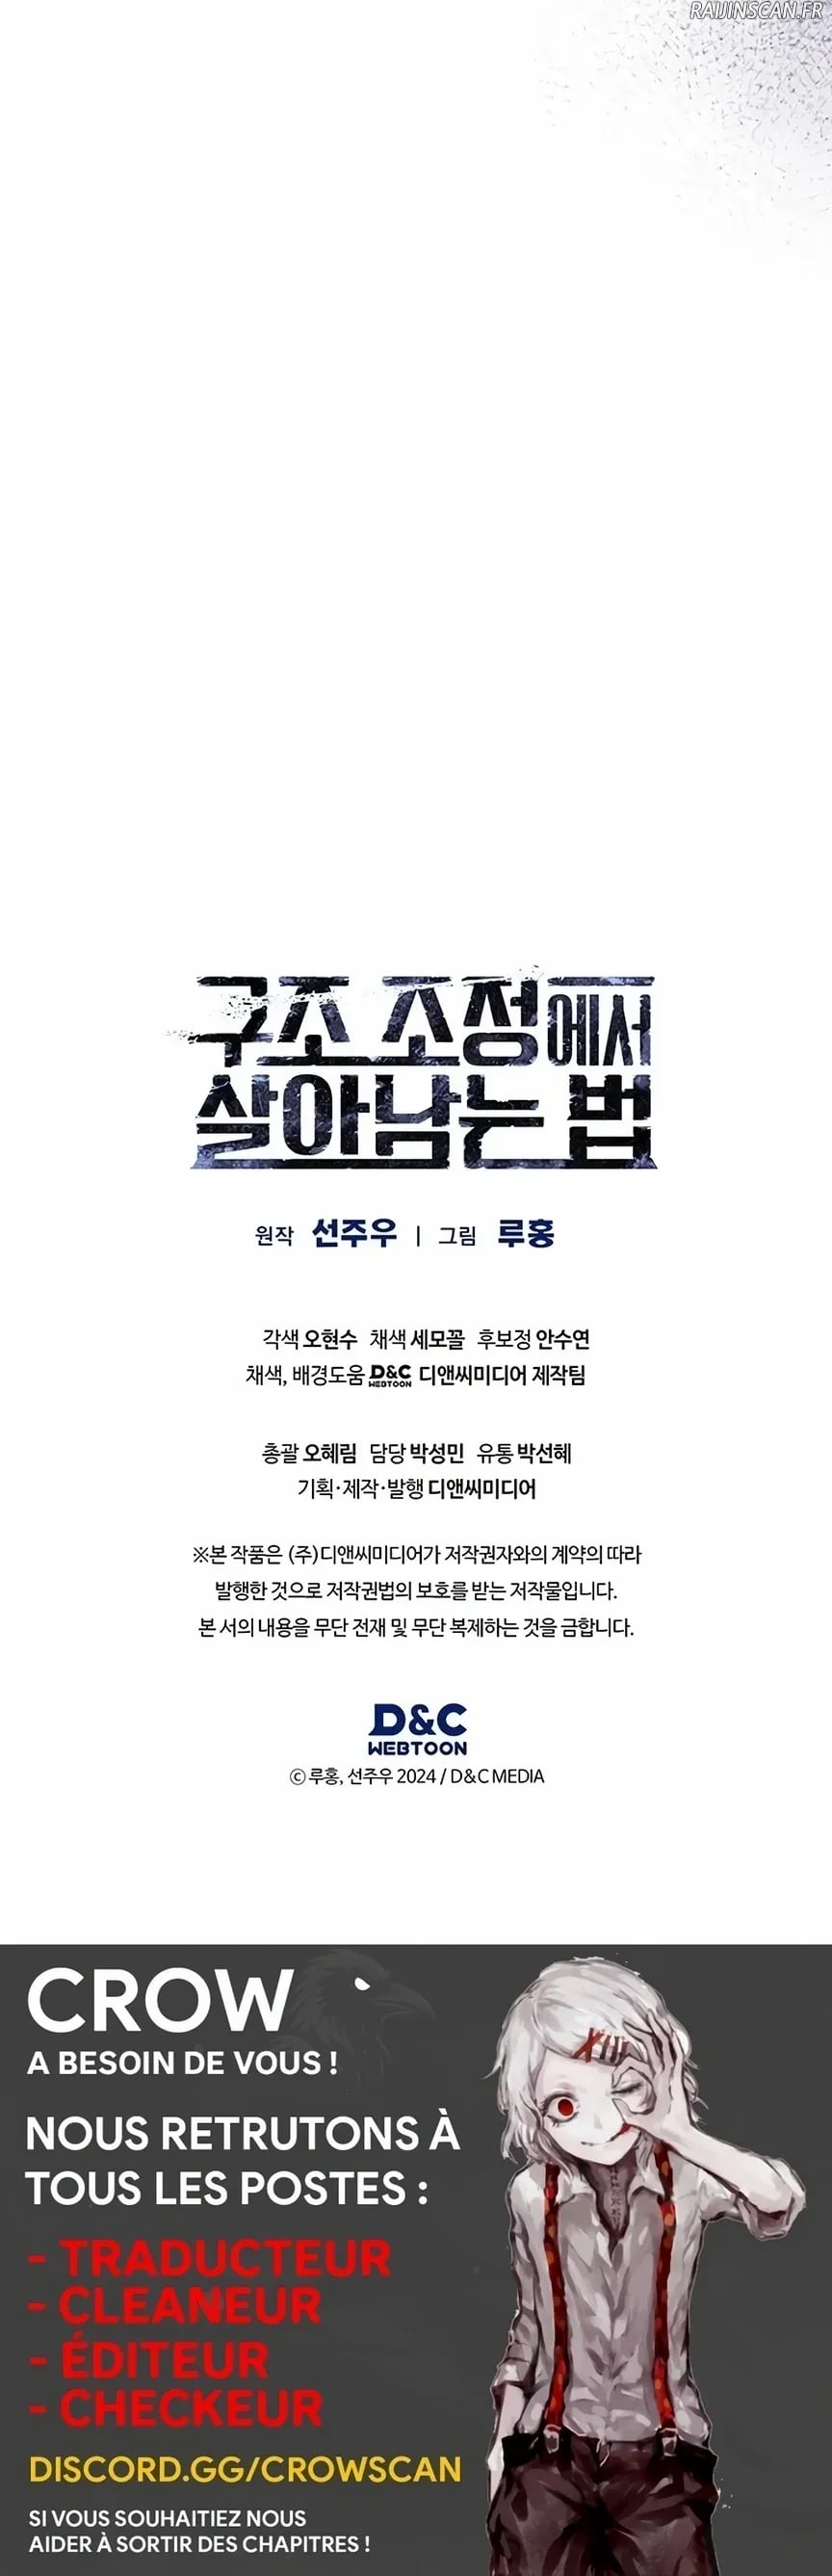 RAIJINSCAN.FR
구조 조정에서
살아남는 법
원작 선주우 | 그림 루홍
각색 오현수 채색 세모꼴 후보정 안수연
채색, 배경도움 D&C WEBTOON 디앤씨미디어 제작팀
총괄 오혜림 담당 박성민 유통 박선혜
기획·제작·발행 디앤씨미디어
※본 작품은 (주)디앤씨미디어가 저작권자와의 계약의 따라
발행한 것으로 저작권법의 보호를 받는 저작물입니다.
본 서의 내용을 무단 전재 및 무단 복제하는 것을 금합니다.
D&C
WEBTOON
ⓒ 루홍, 선주우 2024 / D&C MEDIA
CROW
A BESOIN DE VOUS !
NOUS RETRUTONS À
TOUS LES POSTES :
- TRADUCTEUR
- CLEANEUR
- ÉDITEUR
- CHECKEUR
DISCORD.GG/CROWSCAN
SI VOUS SOUHAITIEZ NOUS
AIDER À SORTIR DES CHAPITRES !